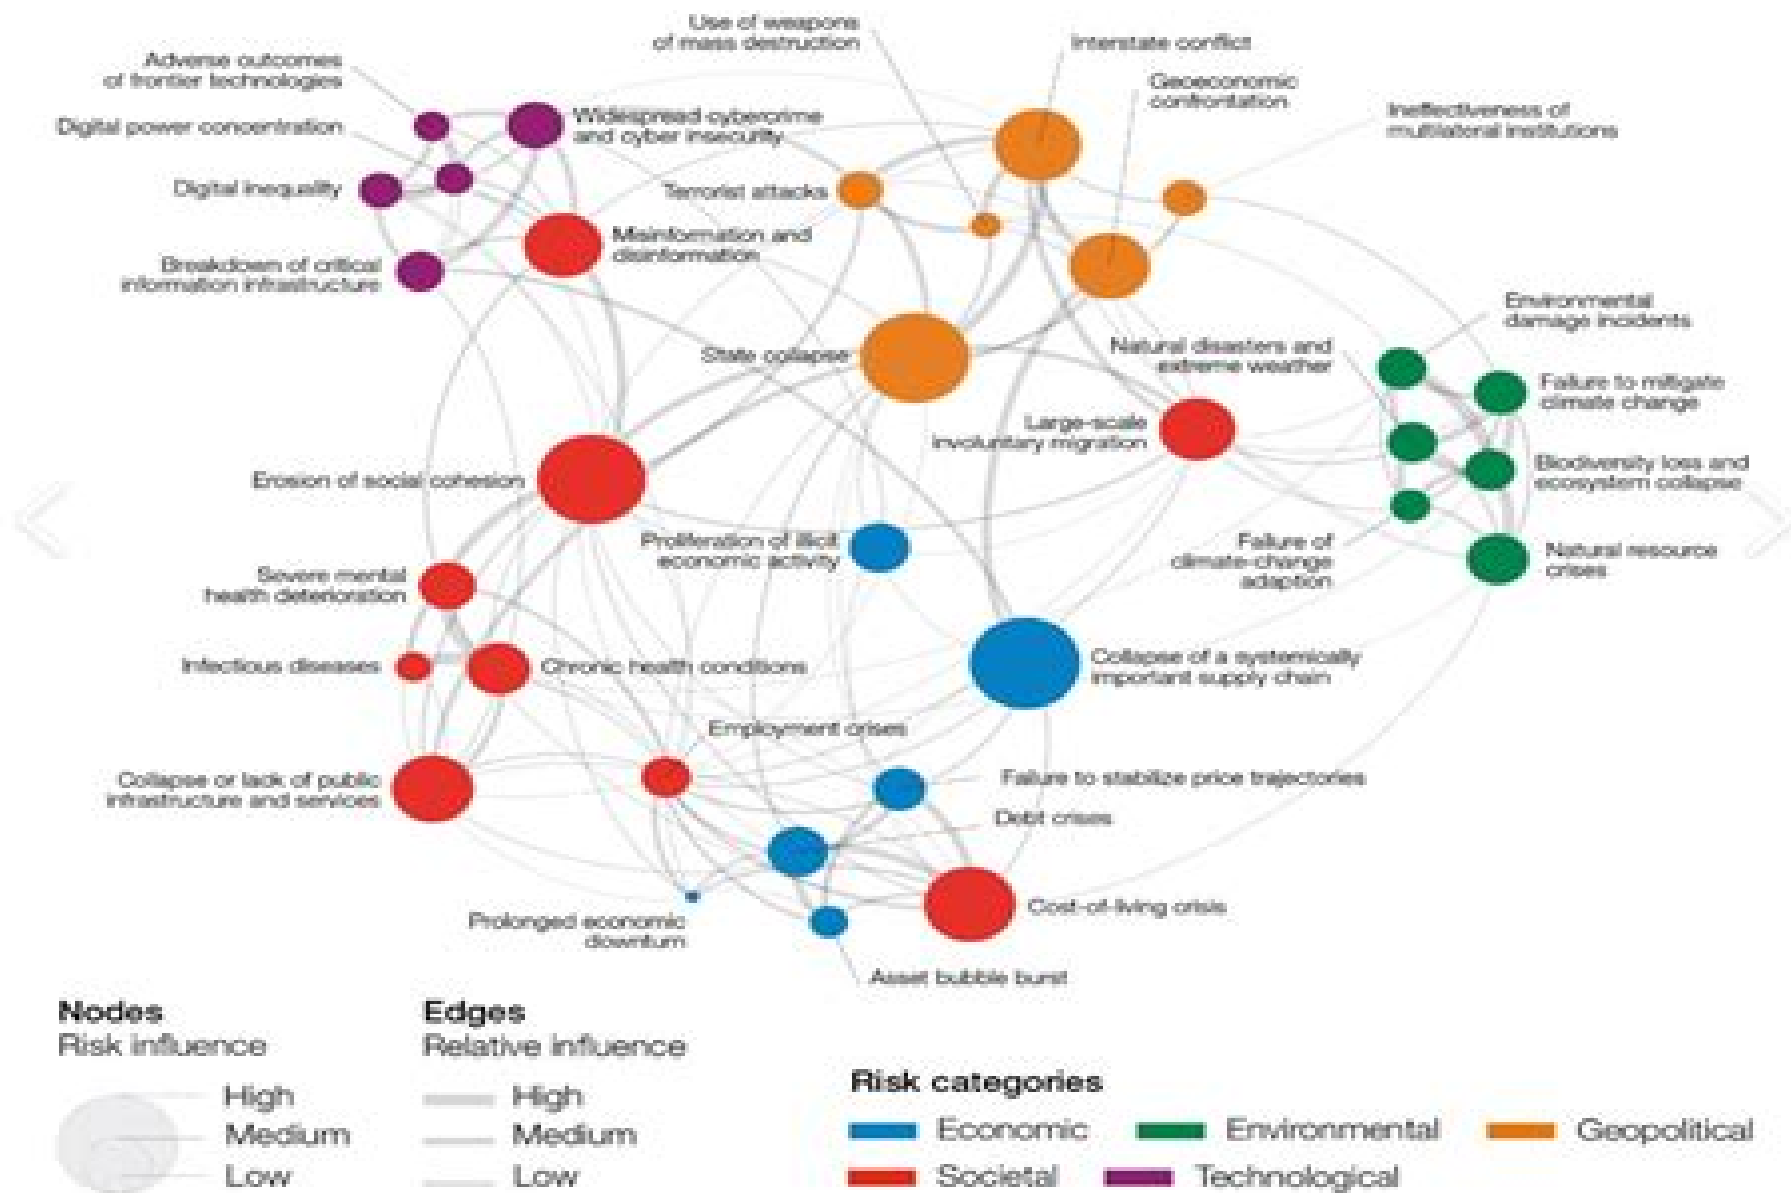 Use of weapons
of mass destruction
Interstate conflict
Adverse outcomes
of frontier technologies
Geoeconomic
confrontation
Ineffectiveness of
multilateral institutions
Digital power concentration
Widespread cybercrime
and cyber insecurity
Digital inequality
Terrorist attacks
Misinformation and
disinformation
Breakdown of critical
information infrastructure
Environmental
damage incidents
State collapse
Natural disasters and
extreme weather
Failure to mitigate
climate change
Large-scale
involuntary migration
Erosion of social cohesion
Biodiversity loss and
ecosystem collapse
Proliferation of illicit
economic activity
Failure of
climate-change
adaption
Natural resource
crises
Severe mental
health deterioration
Infectious diseases
Chronic health conditions
Collapse of a systemically
important supply chain
Employment crises
Collapse or lack of public
infrastructure and services
Failure to stabilize price trajectories
Debt crises
Prolonged economic
downturn
Cost-of-living crisis
Asset bubble burst
Nodes
Risk influence
High
Medium
Low
Edges
Relative influence
High
Medium
Low
Risk categories
Economic
Environmental
Geopolitical
Societal
Technological